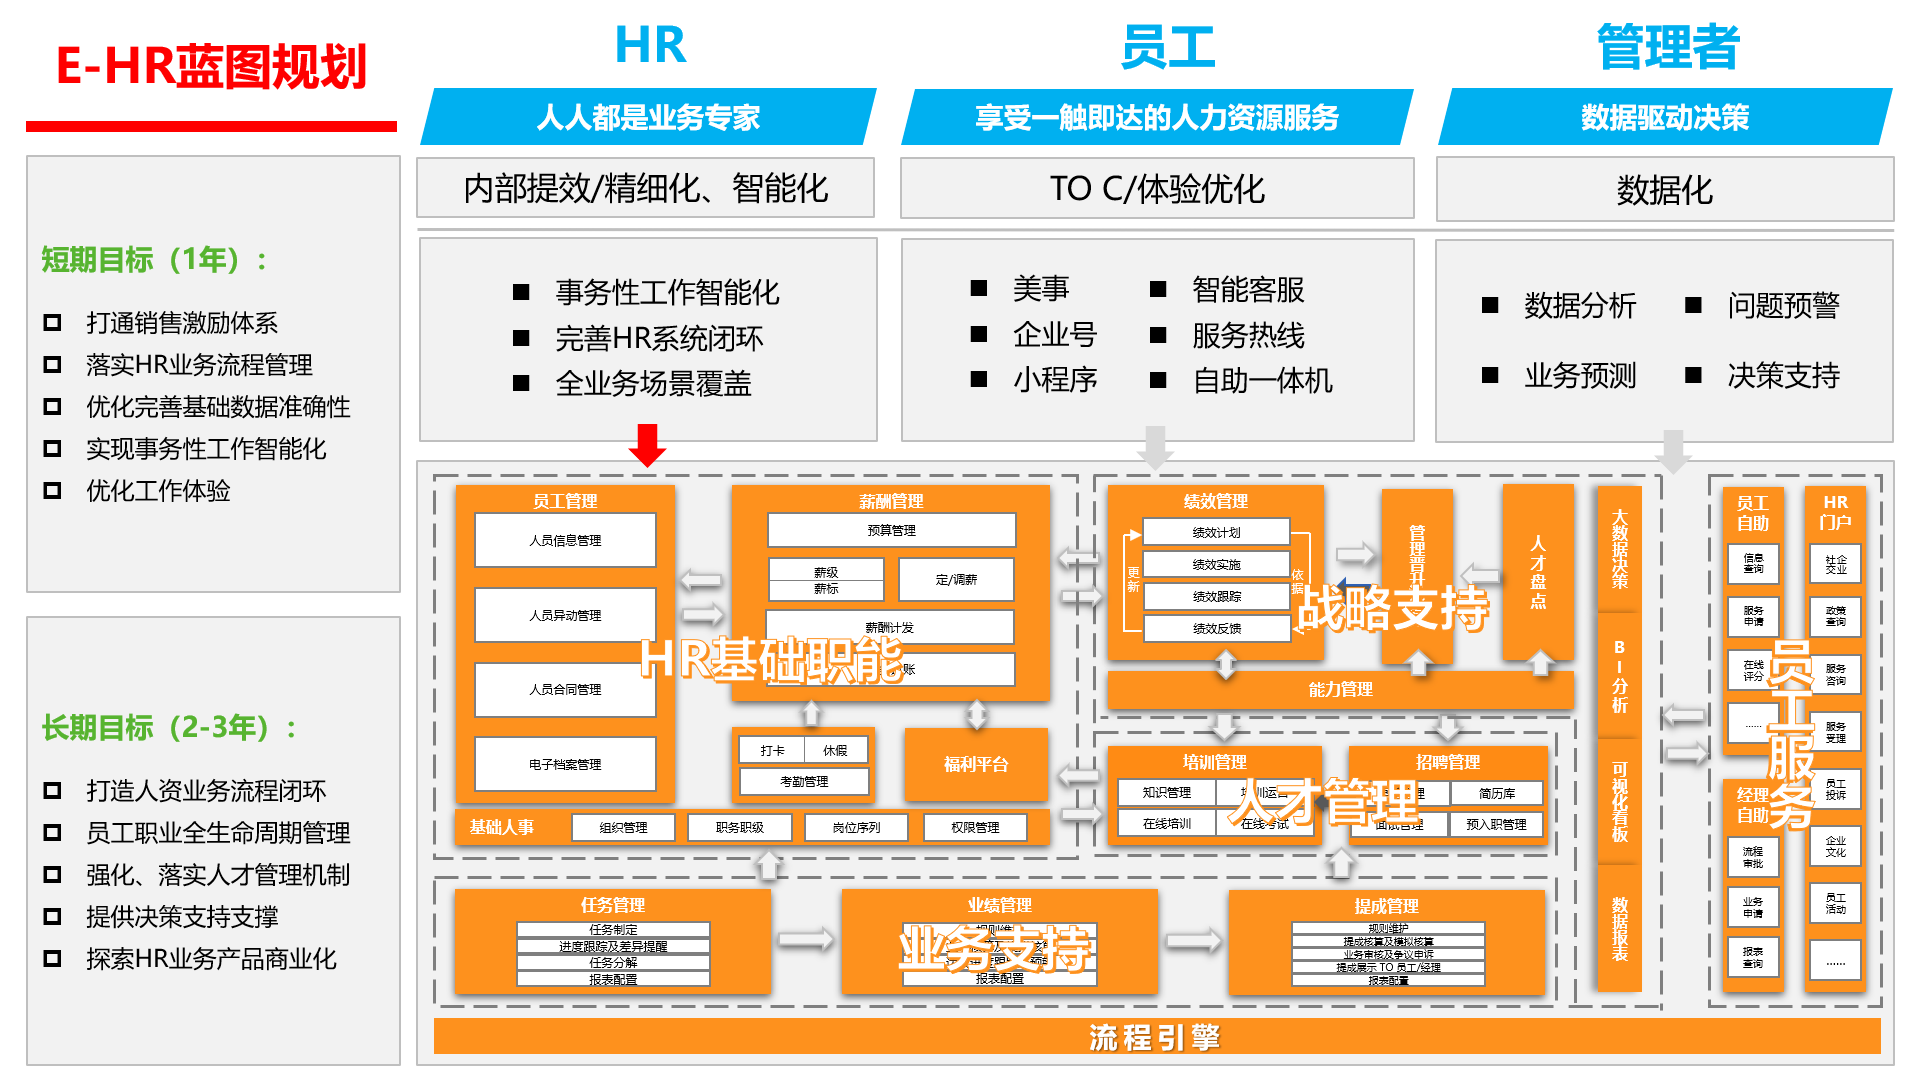 E-HR蓝图规划
短期目标（1年）:
打通销售激励体系
落实HR业务流程管理
优化完善基础数据准确性
实现事务性工作智能化
优化工作体验
长期目标（2-3年）:
打造人资业务流程闭环
员工职业全生命周期管理
强化、落实人才管理机制
提供决策支持支撑
探索HR业务产品商业化
HR
人人都是业务专家
内部提效/精细化、智能化
事务性工作智能化
完善HR系统闭环
全业务场景覆盖
员工
享受一触即达的人力资源服务
TO C/体验优化
美事
企业号
小程序
智能客服
服务热线
自助一体机
管理者
数据驱动决策
数据化
数据分析
问题预警
业务预测
决策支持
HR基础职能
员工管理
人员信息管理
人员异动管理
人员合同管理
电子档案管理
薪酬管理
预算管理
薪级
薪标
定/调薪
薪酬计发
账
打卡
休假
考勤管理
福利平台
基础人事
组织管理
职务职级
岗位序列
权限管理
战略支持
绩效管理
绩效计划
绩效实施
绩效跟踪
绩效反馈
更新
依据
管理晋升
人才盘点
能力管理
人才管理
培训管理
知识管理
培训运营
在线培训
在线考试
招聘管理
简历库
面试管理
预入职管理
大数据决策
BI分析
可视化看板
数据报表
员工服务
员工
自助
信息
查询
服务
申请
在线
评分
......
经理
自助
流程
审批
业务
申请
报表
查询
HR
门户
社企
交业
政策
查询
服务
咨询
服务
受理
员工
投诉
企业
文化
员工
活动
......
业务支持
任务管理
任务制定
进度跟踪及差异提醒
任务分解
报表配置
业绩管理
规则维护
报表配置
提成管理
规则维护
提成核算及模拟核算
业务审核及争议申诉
提成展示 TO 员工/经理
报表配置
流程引擎